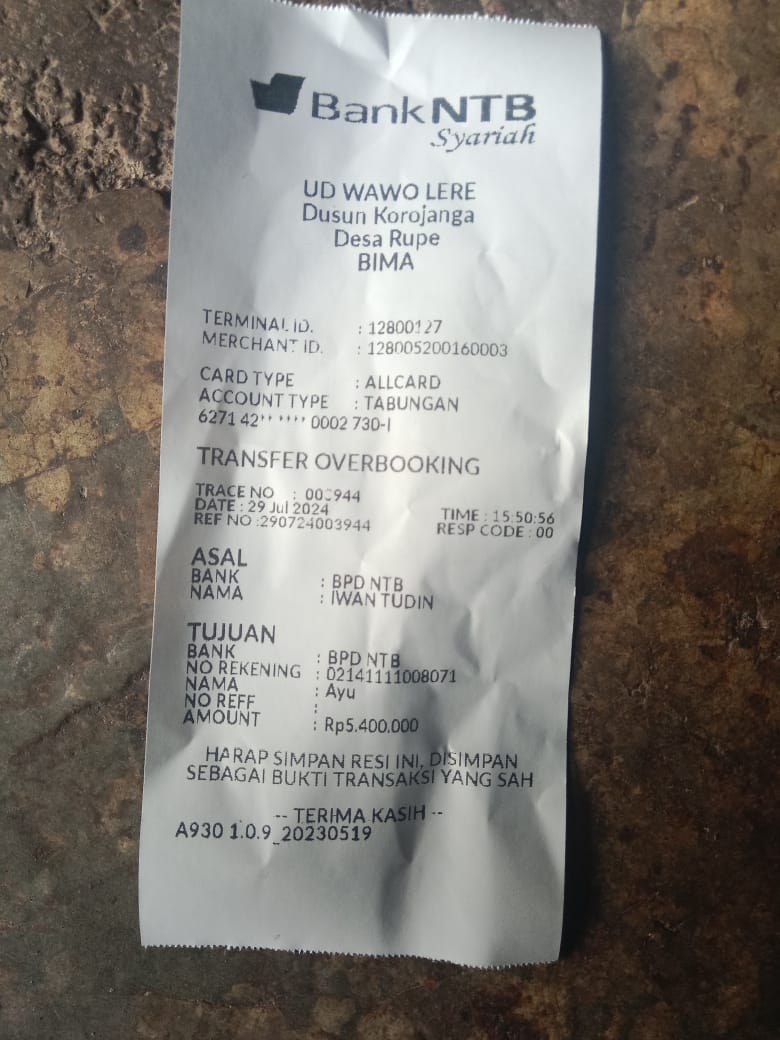 BankNTB
Syariah
UD WAWO LERE
Dusun Korojanga
Desa Rupe
BIMA
TERMINAL ID. : 12800127
MERCHANT ID. : 128005200160003
CARD TYPE : ALLCARD
ACCOUNT TYPE : TABUNGAN
6271 42** **** 0002 730-I
TRANSFER OVERBOOKING
TRACE NO : 003944
DATE : 29 Jul 2024 TIME : 15:50:56
REF NO :290724003944 RESP CODE : 00
ASAL
BANK : BPD NTB
NAMA : IWAN TUDIN
TUJUAN
BANK : BPD NTB
NO REKENING : 02141111008071
NAMA : Ayu
NO REFF :
AMOUNT : Rp5.400.000
HARAP SIMPAN RESI INI, DISIMPAN
SEBAGAI BUKTI TRANSAKSI YANG SAH
-- TERIMA KASIH --
A930 1.0.9_20230519